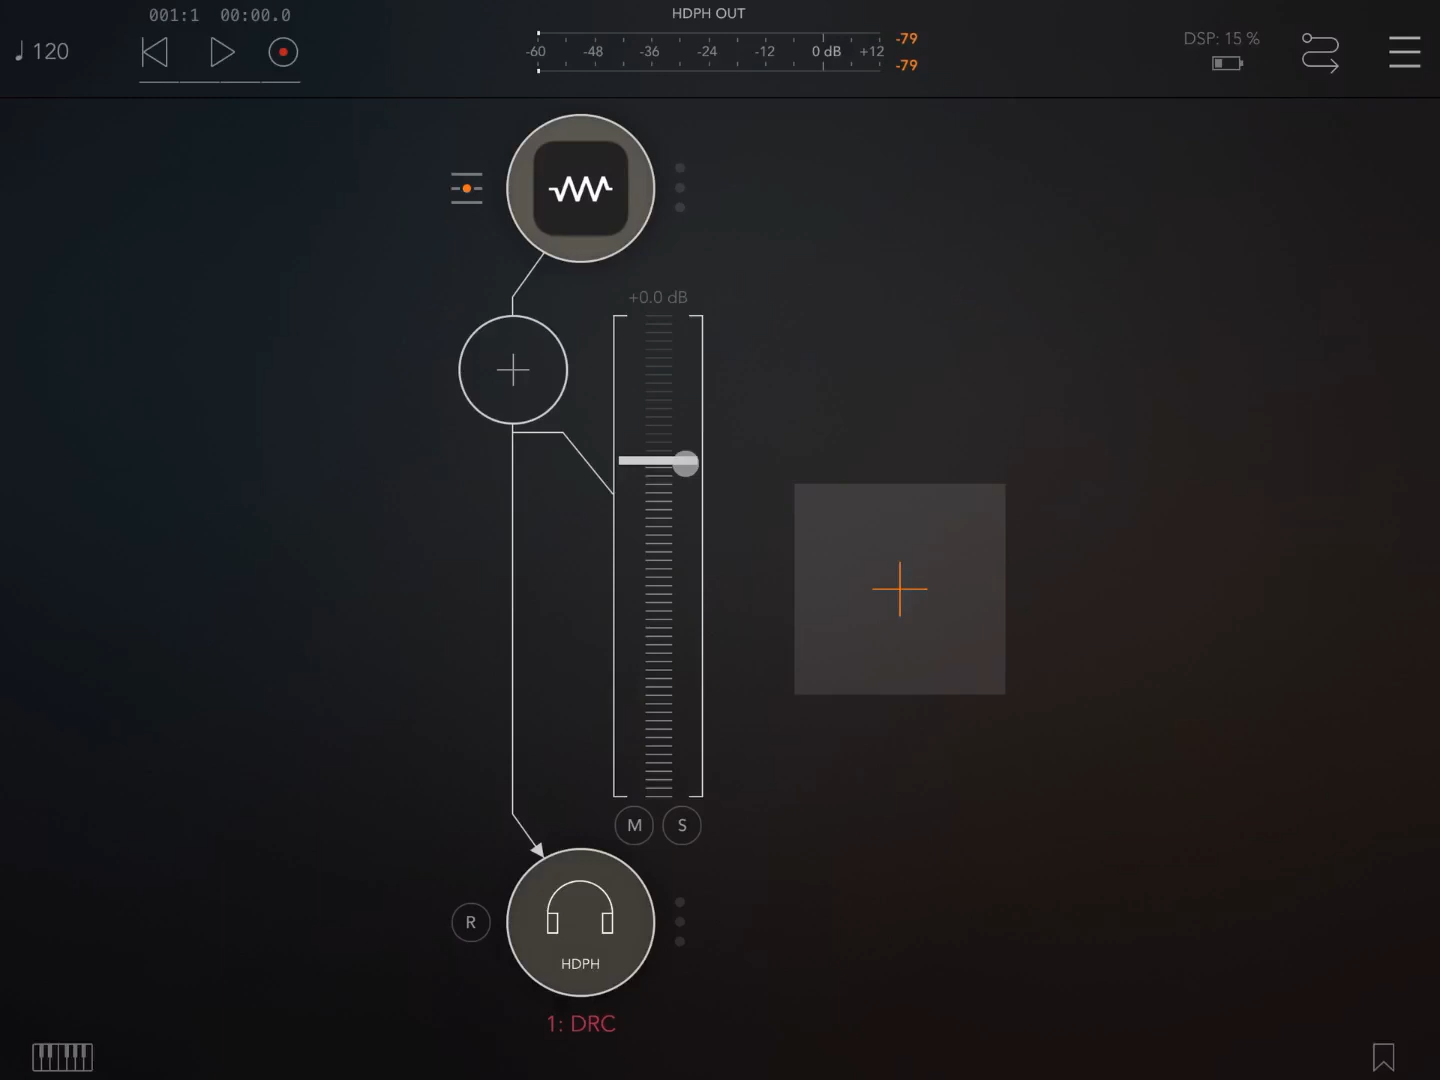 001:1 00:00.0
120
HDPH OUT
-60 -48 -36 -24 -12 0 dB +12
-79
-79
DSP: 15 %
+0.0 dB
M S
R
HDPH
1: DRC